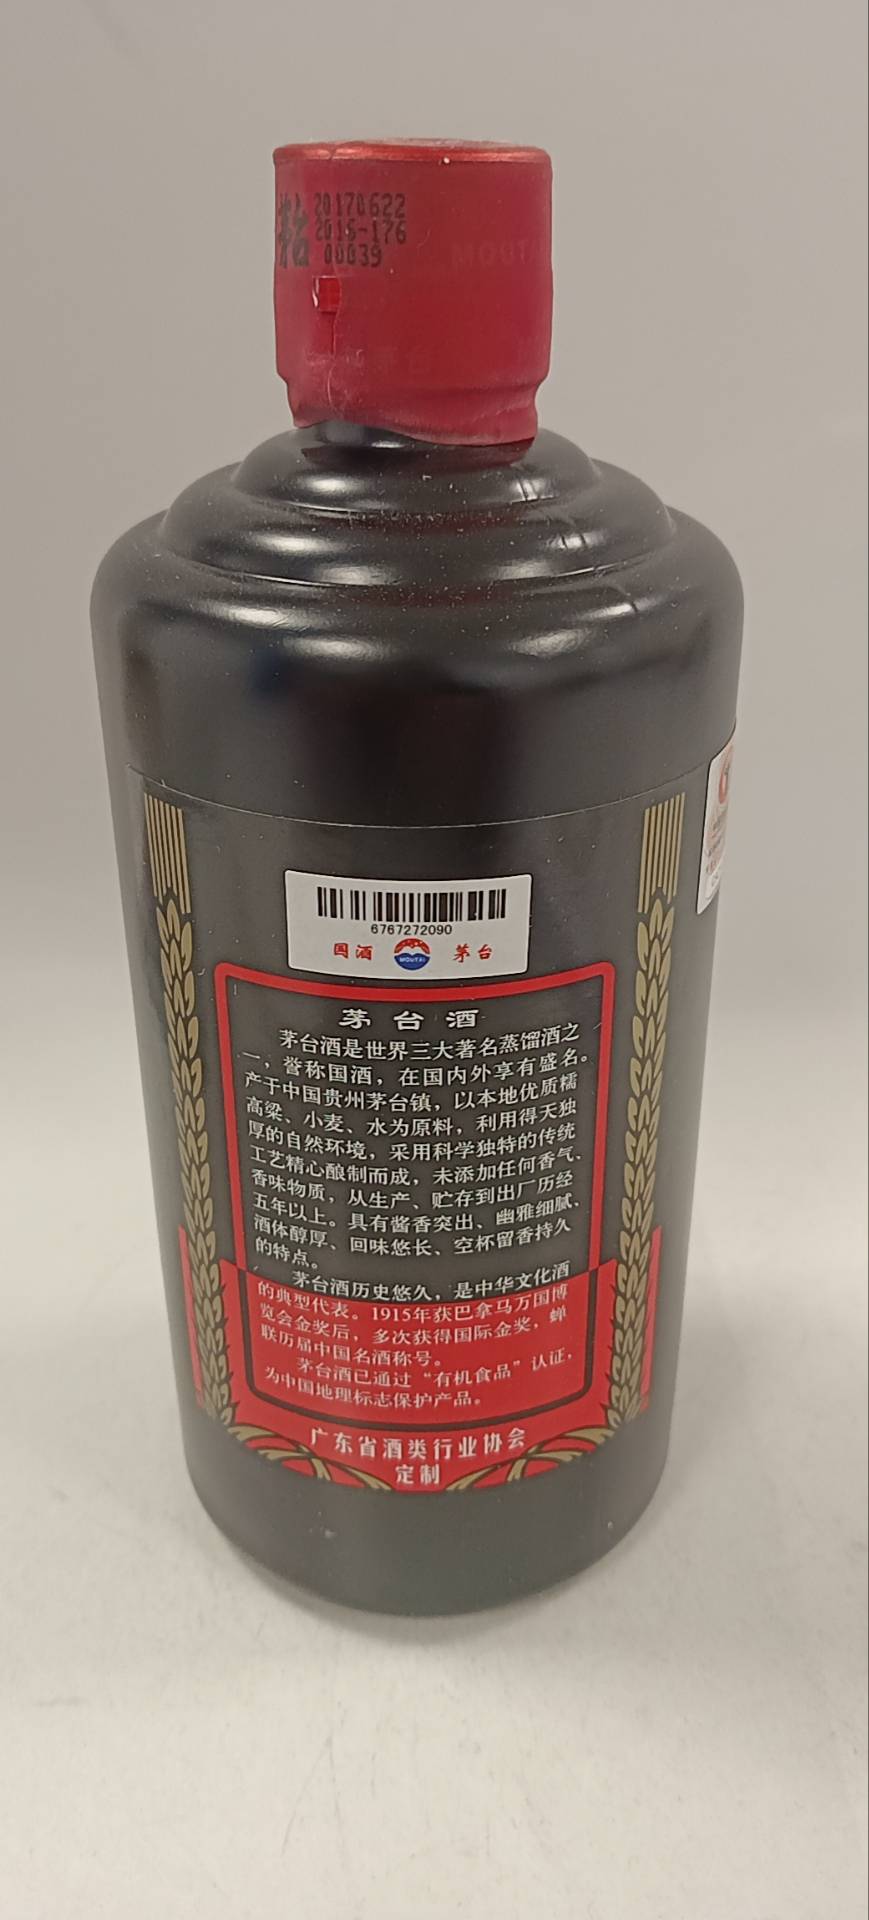 茅台
20170622
2016-176
00039
MOUTA
6767272090
国酒
MOUTAI
茅台
茅台酒
茅台酒是世界三大著名蒸馏酒之
一，誉称国酒，在国内外享有盛名。
产于中国贵州茅台镇，以本地优质糯
高粱、小麦、水为原料，利用得天独
厚的自然环境，采用科学独特的传统
工艺精心酿制而成，未添加任何香气、
香味物质，从生产、贮存到出厂历经
五年以上。具有酱香突出、幽雅细腻、
酒体醇厚、回味悠长、空杯留香持久
的特点。
茅台酒历史悠久，是中华文化酒
的典型代表。1915年获巴拿马万国博
览会金奖后，多次获得国际金奖，蝉
联历届中国名酒称号。
茅台酒已通过“有机食品”认证，
为中国地理标志保护产品。
广东省酒类行业协会
定制